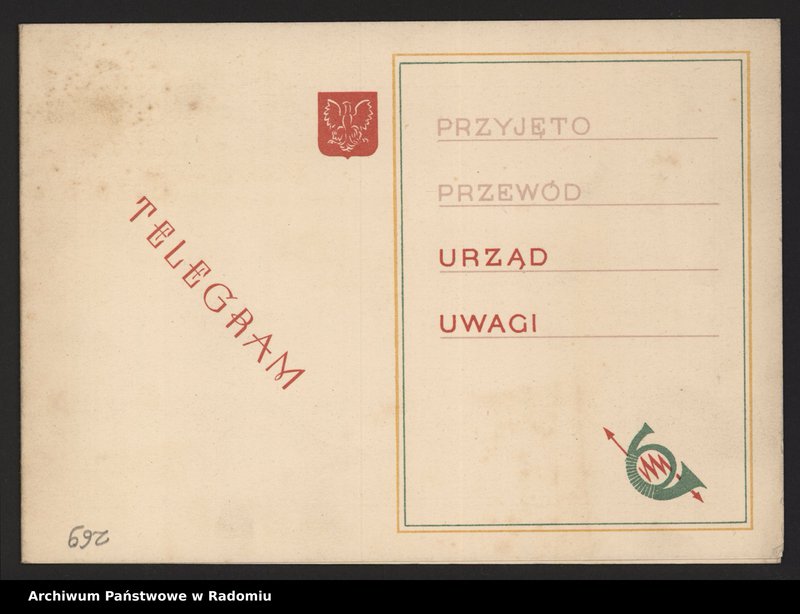 TELEGRAM
PRZYJĘTO
PRZEWÓD
URZĄD
UWAGI
269
Archiwum Państwowe w Radomiu